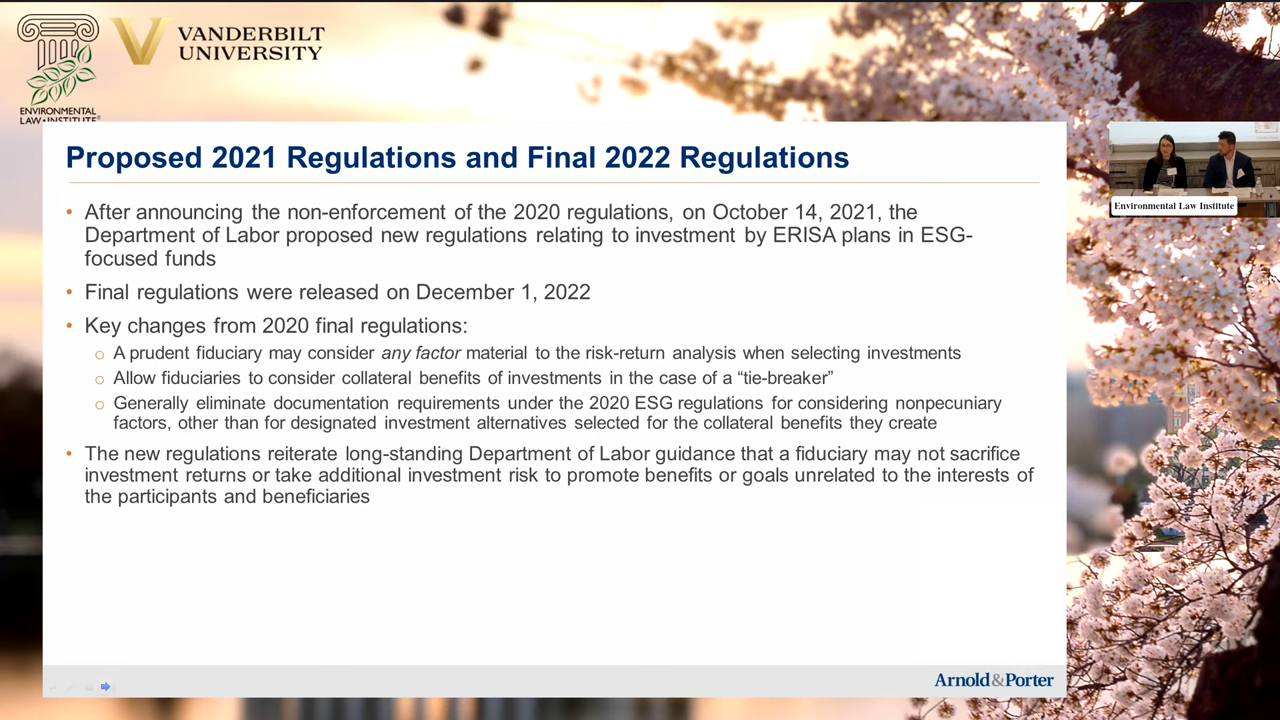 VANDERBILT
UNIVERSITY
ENVIRONMENTAL
LAW•INSTITUTE®
Proposed 2021 Regulations and Final 2022 Regulations
• After announcing the non-enforcement of the 2020 regulations, on October 14, 2021, the
Department of Labor proposed new regulations relating to investment by ERISA plans in ESG-
focused funds
• Final regulations were released on December 1, 2022
• Key changes from 2020 final regulations:
o A prudent fiduciary may consider any factor material to the risk-return analysis when selecting investments
o Allow fiduciaries to consider collateral benefits of investments in the case of a “tie-breaker”
o Generally eliminate documentation requirements under the 2020 ESG regulations for considering nonpecuniary
factors, other than for designated investment alternatives selected for the collateral benefits they create
• The new regulations reiterate long-standing Department of Labor guidance that a fiduciary may not sacrifice
investment returns or take additional investment risk to promote benefits or goals unrelated to the interests of
the participants and beneficiaries
Environmental Law Institute
Arnold&Porter